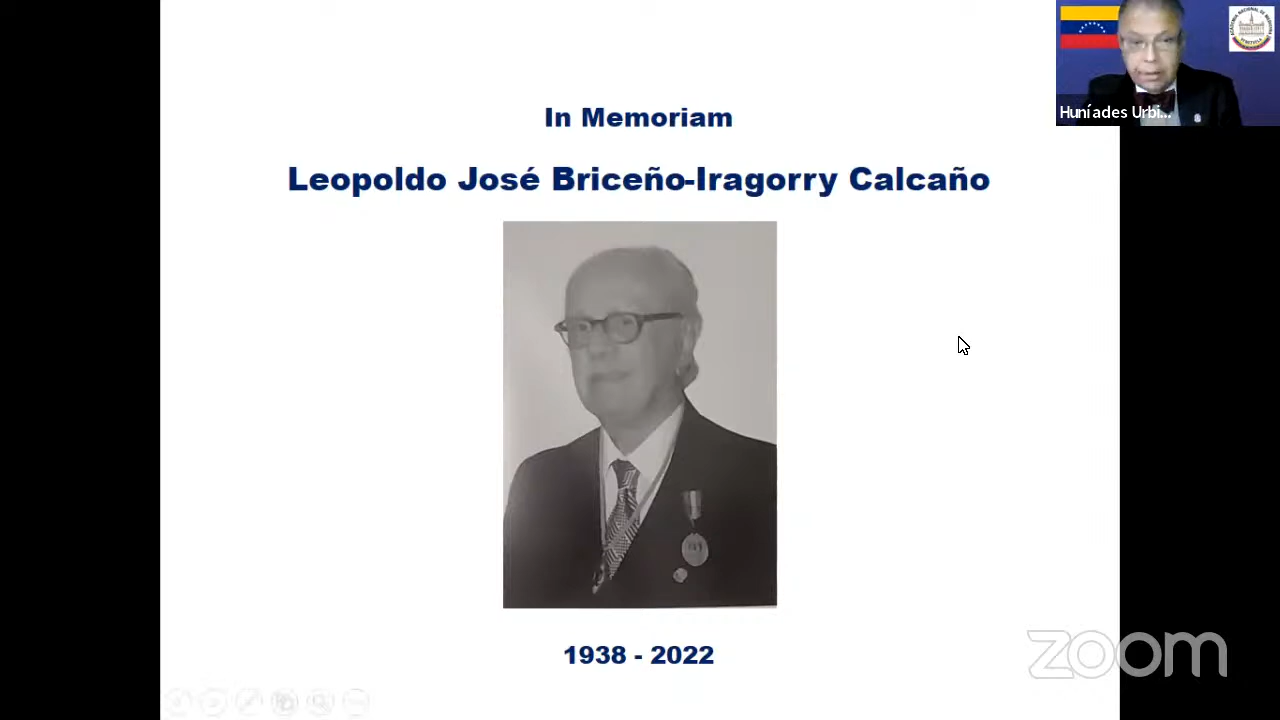 In Memoriam
Leopoldo José Briceño-Iragorry Calcaño
1938 - 2022
Huníades Urbi...
zoom